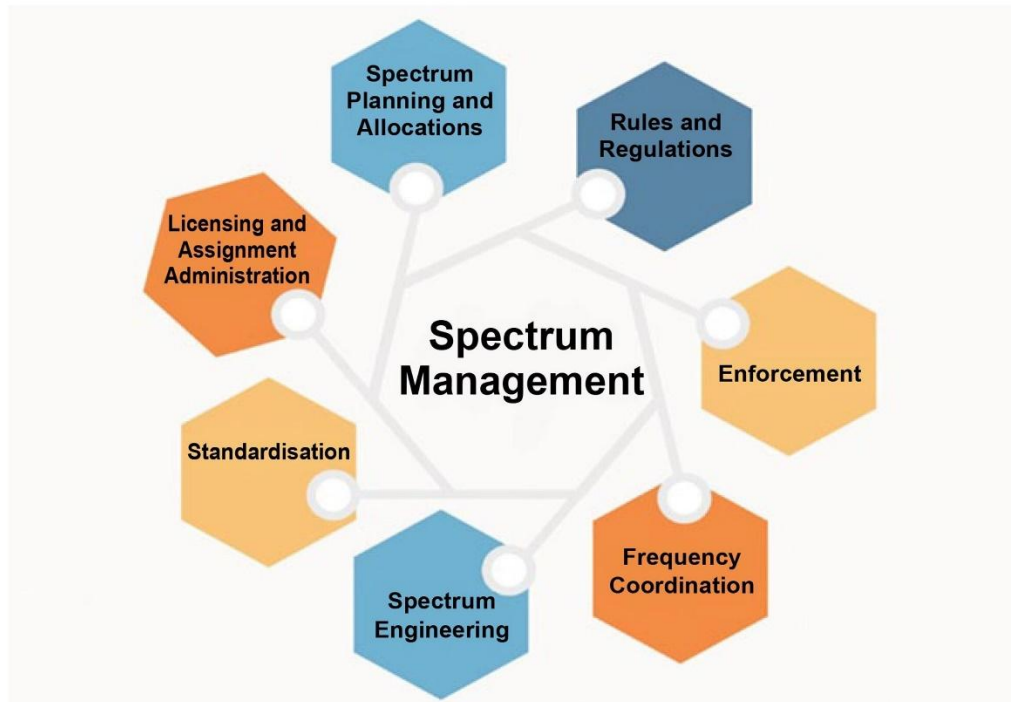 Spectrum
Planning and
Allocations
Rules and
Regulations
Licensing and
Assignment
Administration
Spectrum
Management
Enforcement
Standardisation
Frequency
Coordination
Spectrum
Engineering